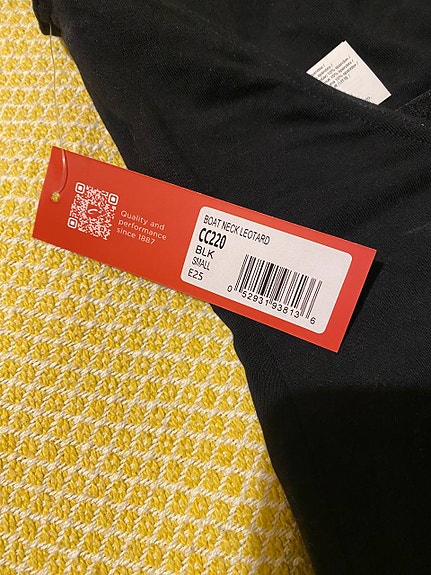 Quality and
performance
since 1887
BOAT NECK LEOTARD
CC220
BLK
SMALL
E25
0 52931 93813 6